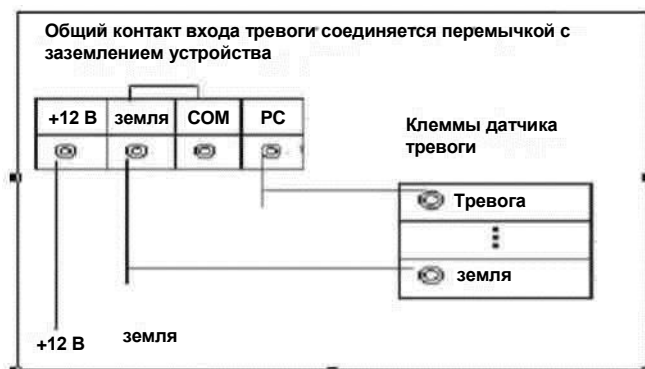 Общий контакт входа тревоги соединяется перемычкой с
заземлением устройства
+12 В земля COM PC
Клеммы датчика
тревоги
Тревога
земля
+12 В земля